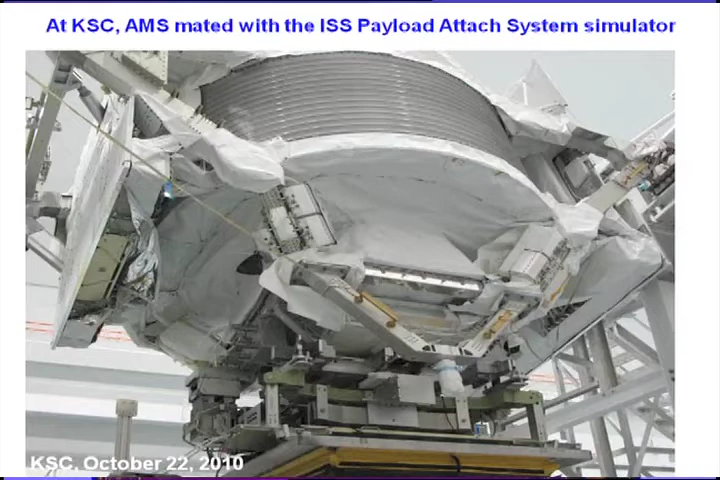 At KSC, AMS mated with the ISS Payload Attach System simulator
KSC, October 22, 2010